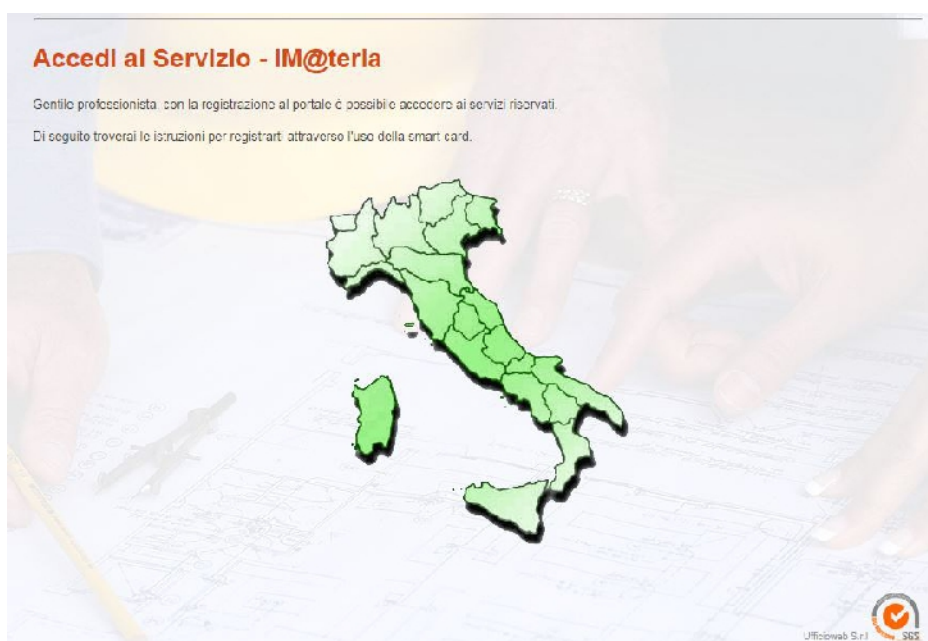 Accedi al Servizio - IM@teria
Gentile professionista, con la registrazione al portale è possibile accedere ai servizi riservati.
Di seguito troverai le istruzioni per registrarti attraverso l'uso della smart card.
Ufficioweb S.r.l
SGS